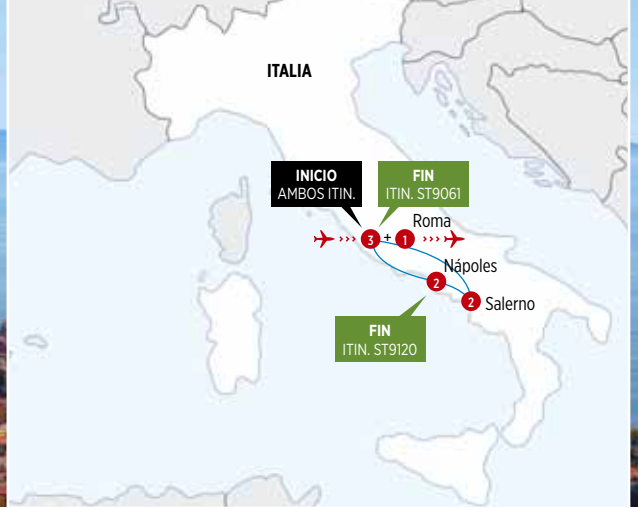 ITALIA
INICIO
AMBOS ITIN.
FIN
ITIN. ST9061
Roma
3 + 1
Nápoles
2
2 Salerno
FIN
ITIN. ST9120